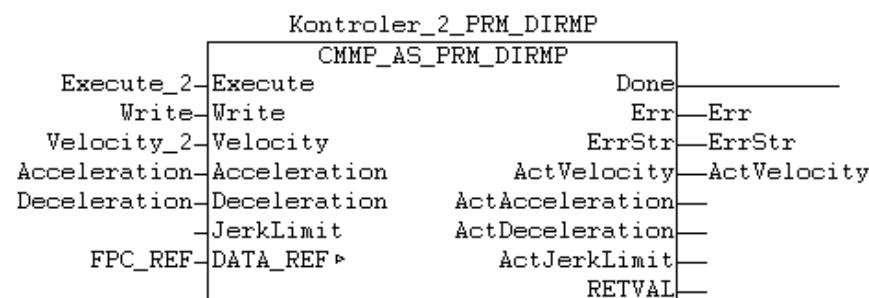 Kontroler_2_PRM_DIRMP
CMMP_AS_PRM_DIRMP
Execute_2 Execute Done
Write Write Err Err
Velocity_2 Velocity ErrStr ErrStr
Acceleration Acceleration ActVelocity ActVelocity
Deceleration Deceleration ActAcceleration
JerkLimit ActDeceleration
FPC_REF DATA_REF ActJerkLimit
RETVAL